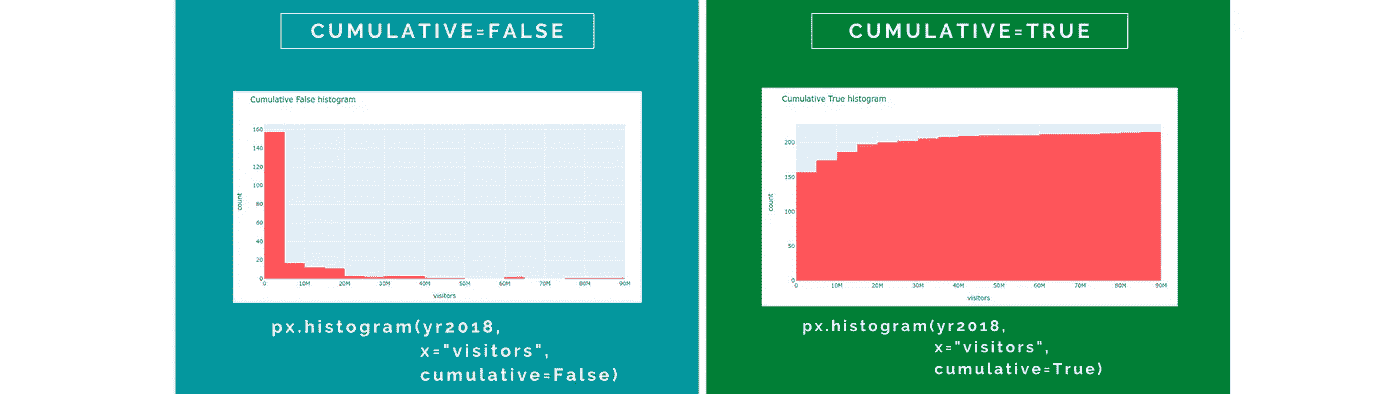 CUMULATIVE=FALSE
Cumulative False histogram
160
140
120
100
80
60
40
20
0
count
0 10M 20M 30M 40M 50M 60M 70M 80M 90M
visitors
px.histogram(yr2018,
x="visitors",
cumulative=False)
CUMULATIVE=TRUE
Cumulative True histogram
200
150
100
50
0
count
0 10M 20M 30M 40M 50M 60M 70M 80M 90M
visitors
px.histogram(yr2018,
x="visitors",
cumulative=True)